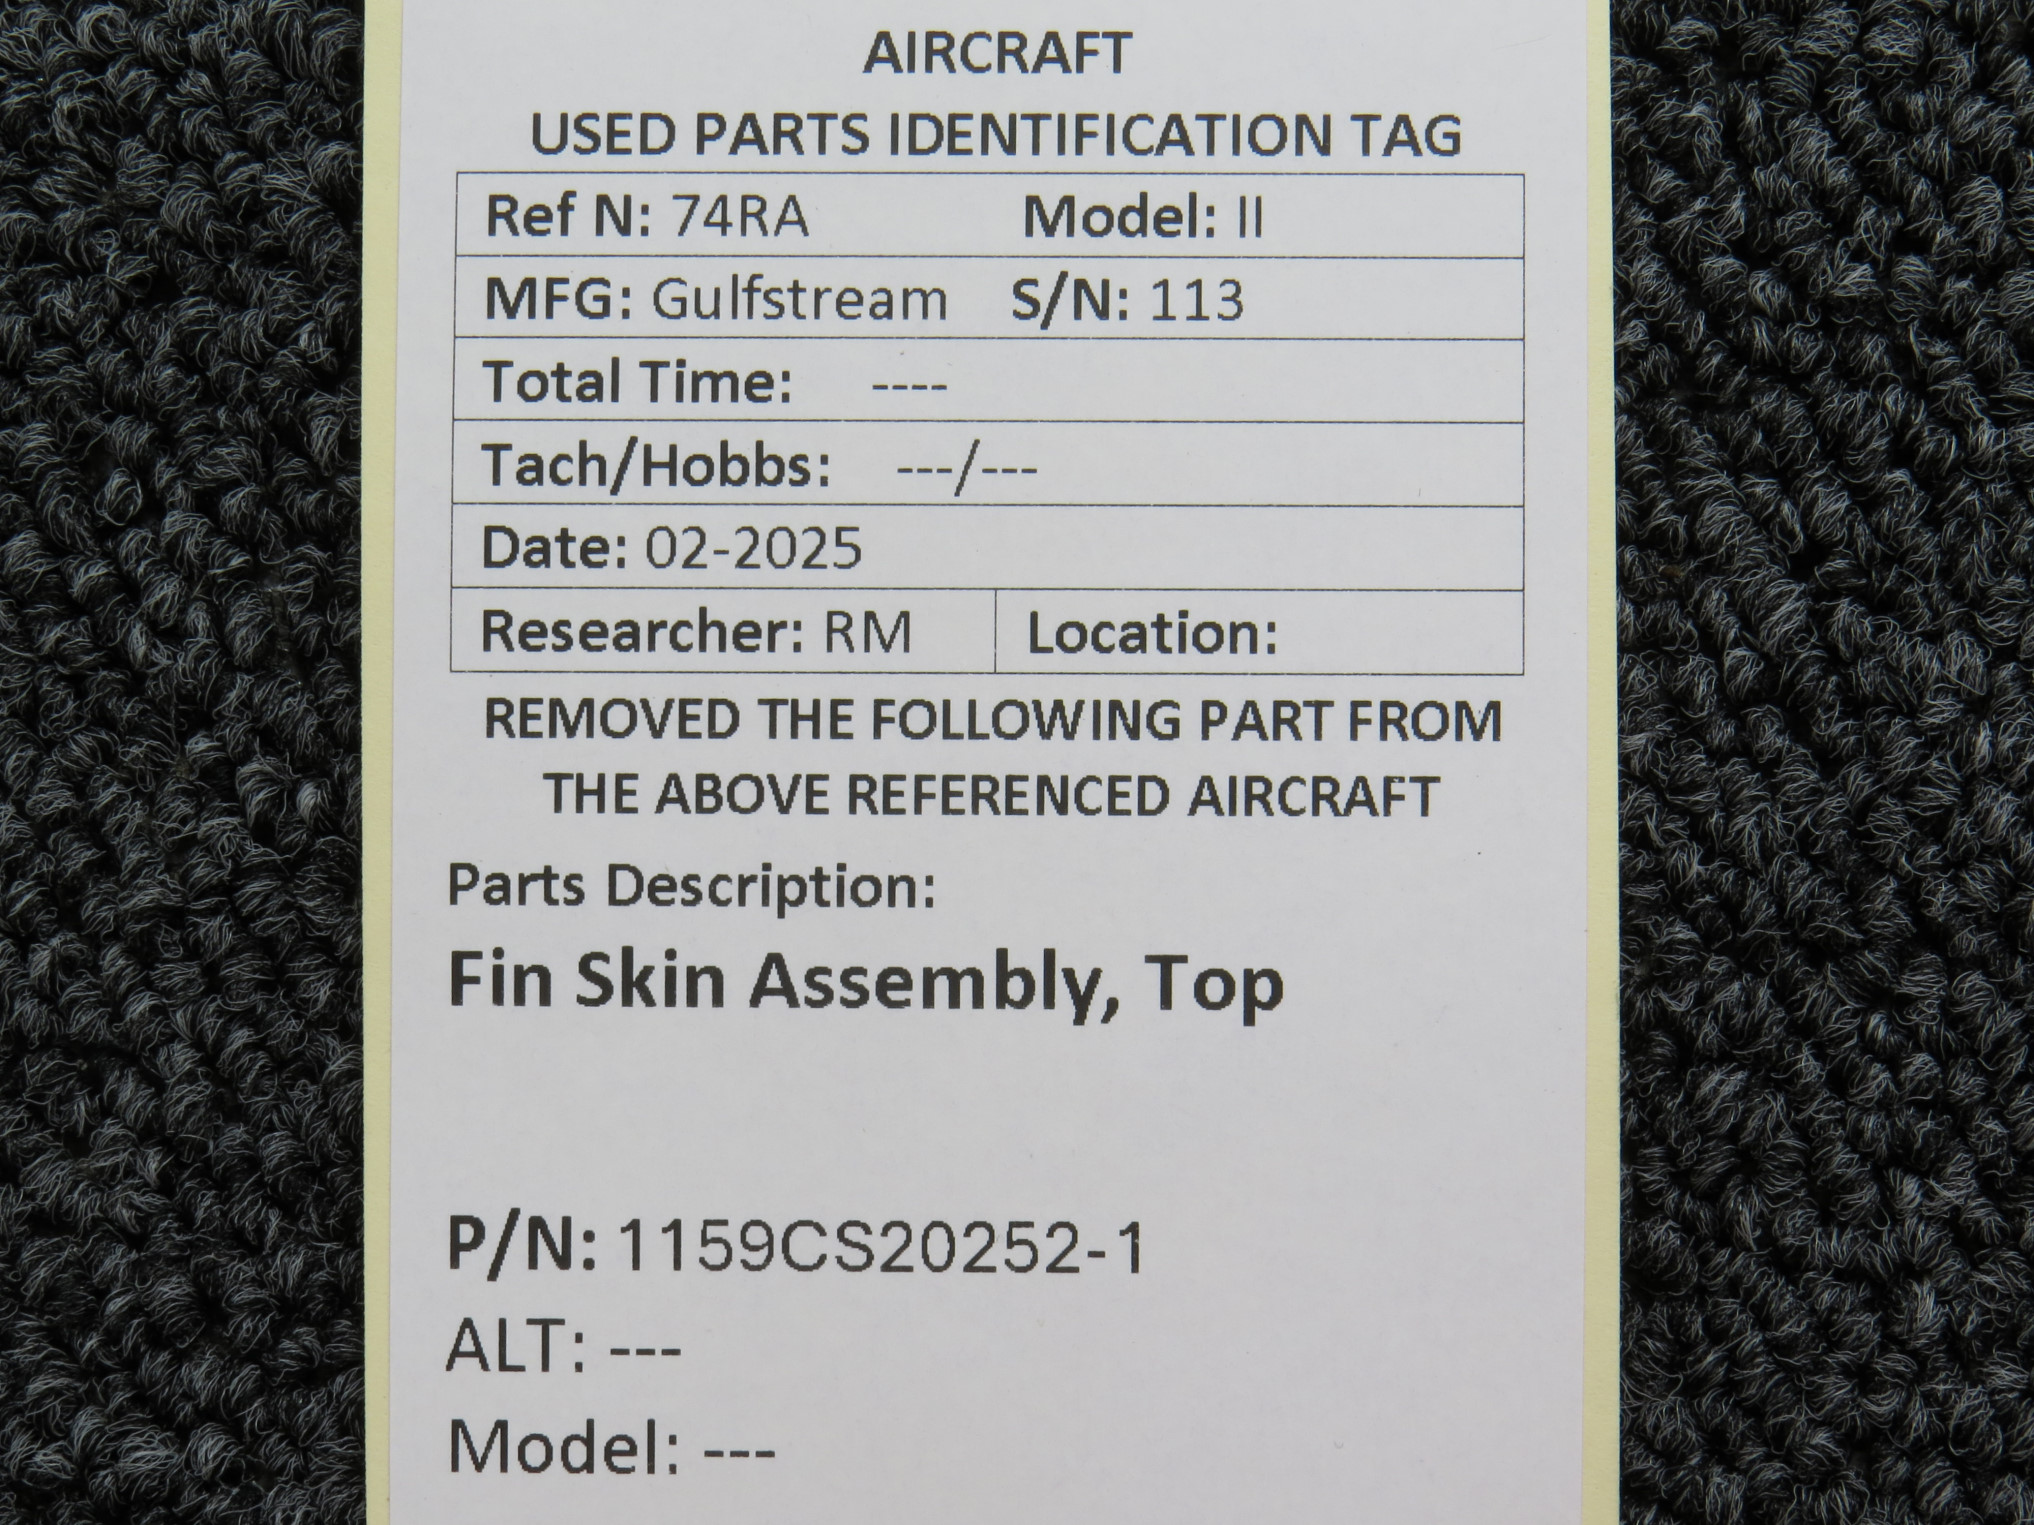 AIRCRAFT
USED PARTS IDENTIFICATION TAG
Ref N: 74RA Model: II
MFG: Gulfstream S/N: 113
Total Time: ----
Tach/Hobbs: ---/---
Date: 02-2025
Researcher: RM Location:
REMOVED THE FOLLOWING PART FROM
THE ABOVE REFERENCED AIRCRAFT
Parts Description:
Fin Skin Assembly, Top
P/N: 1159CS20252-1
ALT: ---
Model: ---